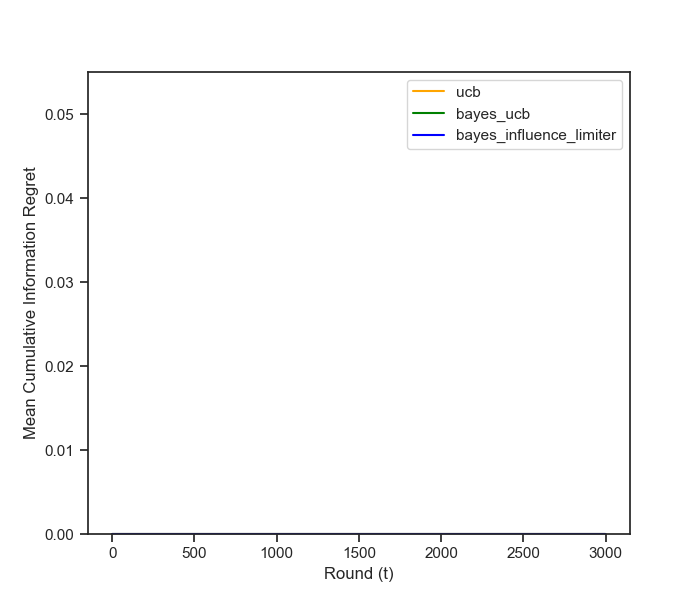 ucb
bayes_ucb
bayes_influence_limiter
Mean Cumulative Information Regret
0.05
0.04
0.03
0.02
0.01
0.00
0 500 1000 1500 2000 2500 3000
Round (t)